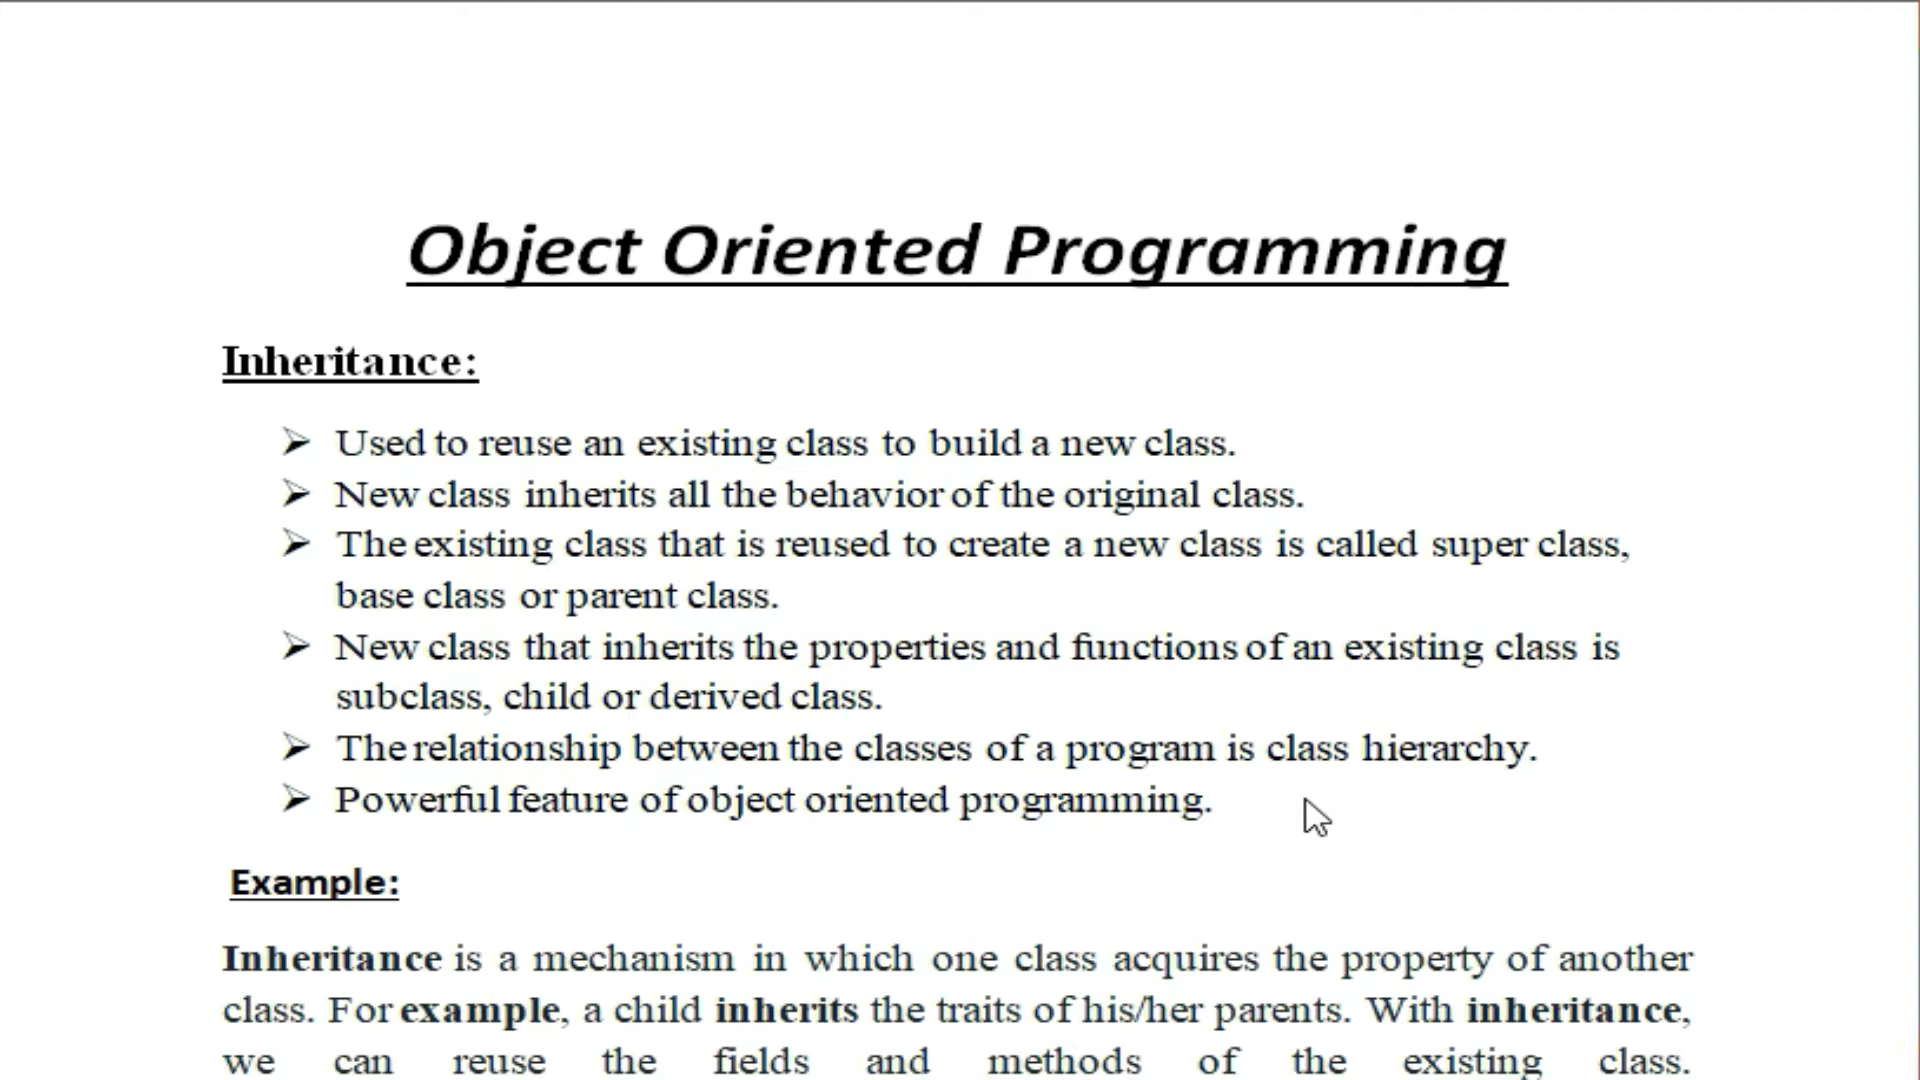 Object Oriented Programming
Inheritance:
➢ Used to reuse an existing class to build a new class.
➢ New class inherits all the behavior of the original class.
➢ The existing class that is reused to create a new class is called super class,
base class or parent class.
➢ New class that inherits the properties and functions of an existing class is
subclass, child or derived class.
➢ The relationship between the classes of a program is class hierarchy.
➢ Powerful feature of object oriented programming.
Example:
Inheritance is a mechanism in which one class acquires the property of another
class. For example, a child inherits the traits of his/her parents. With inheritance,
we can reuse the fields and methods of the existing class.